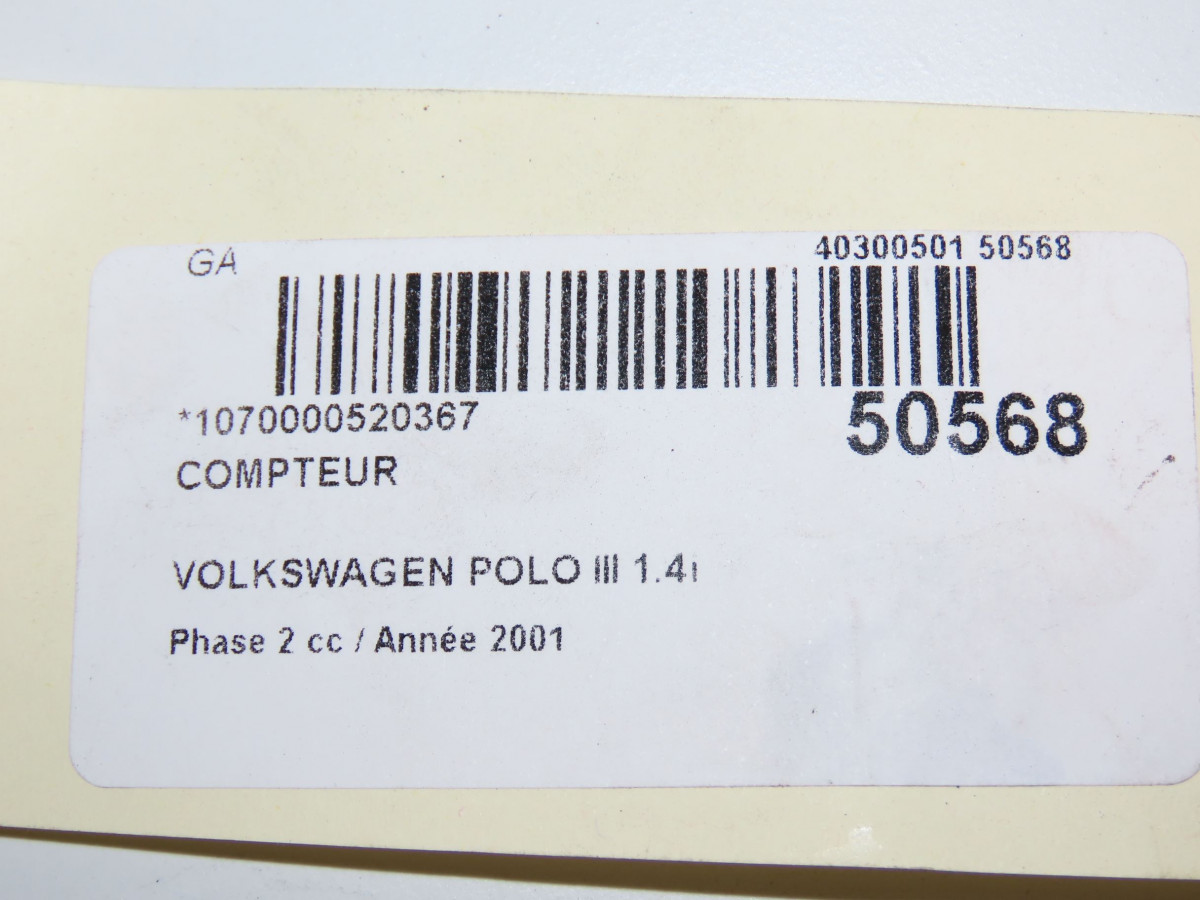 GA
40300501 50568
*1070000520367
50568
COMPTEUR
VOLKSWAGEN POLO III 1.4i
Phase 2 cc / Année 2001